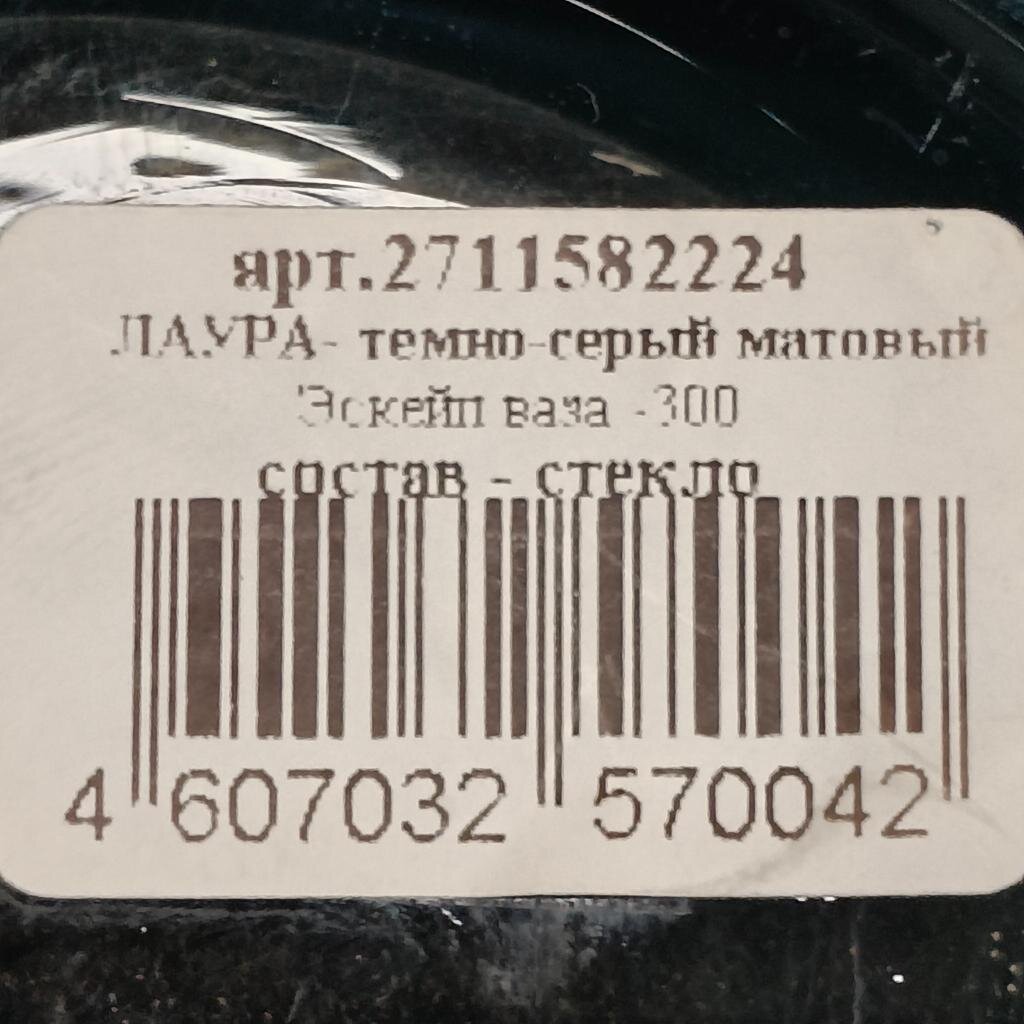 арт.2711582224
ЛАУРА- темно-серый матовый
Эскейп ваза -300
состав - стекло
4 607032 570042